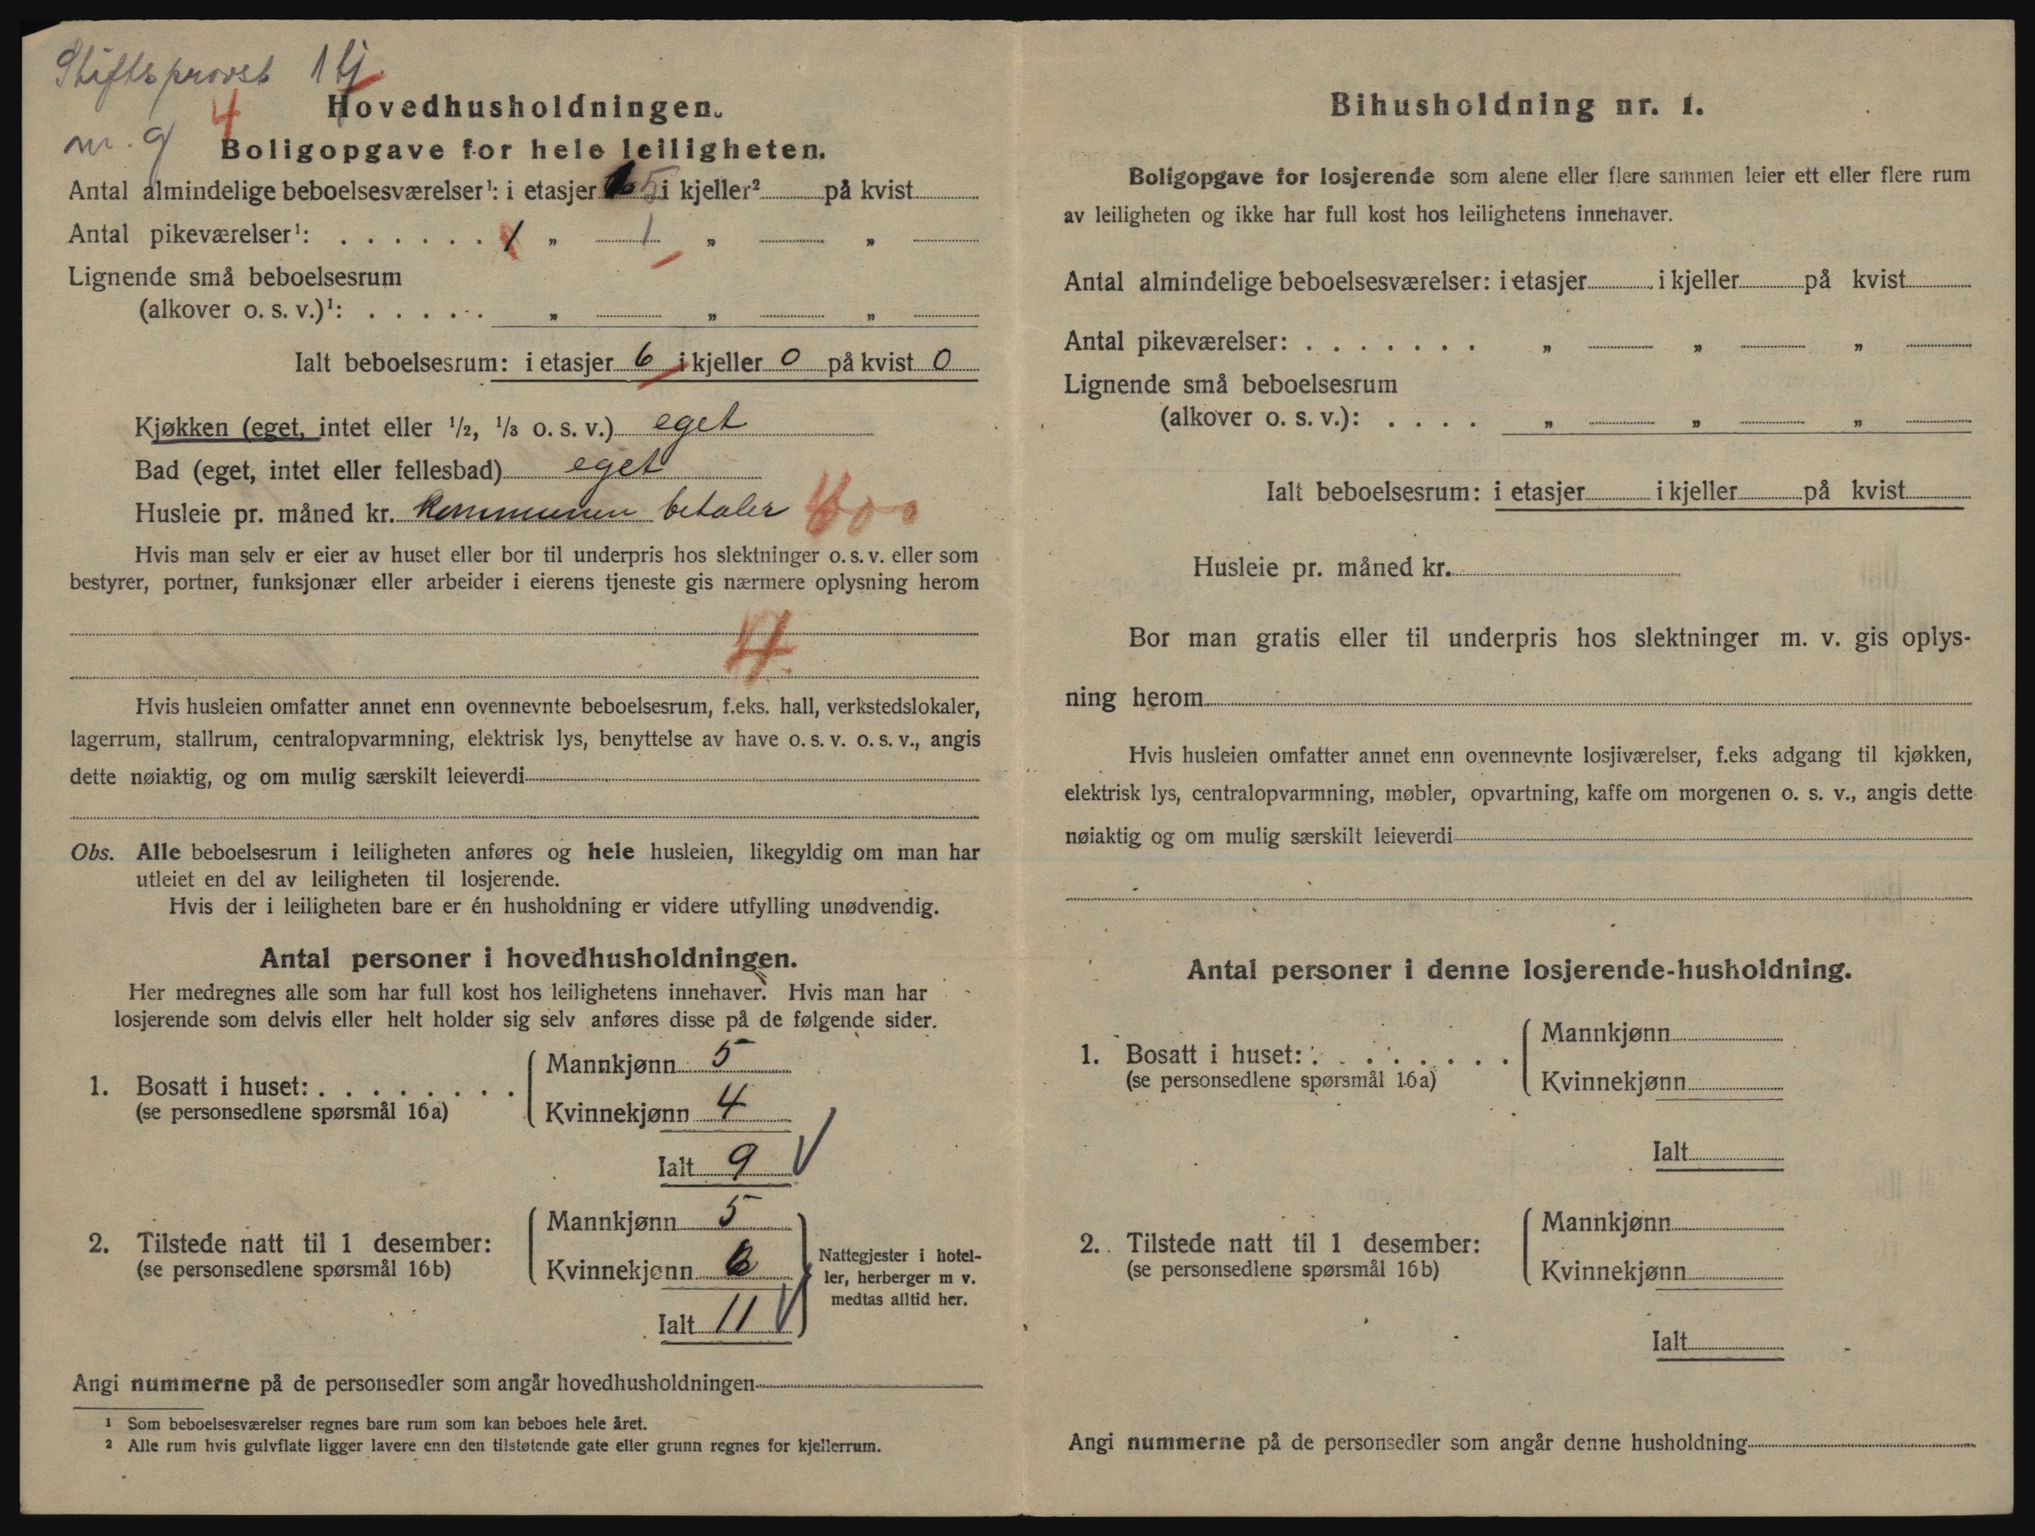 Stiftsprovst
4
Hovedhusholdningen.
Boligopgave for hele leiligheten.
Antal almindelige beboelsesværelser¹: i etasjer 5 i kjeller² på kvist
Antal pikeværelser¹: . . . . . . 1 „ 1 „ „
Lignende små beboelsesrum
(alkover o. s. v.)¹: . . . . . „ „ „
Ialt beboelsesrum: i etasjer 6 i kjeller 0 på kvist 0
Kjøkken (eget, intet eller 1/2, 1/3 o. s. v.) eget
Bad (eget, intet eller fellesbad) eget
Husleie pr. måned kr. kommunen betaler
Hvis man selv er eier av huset eller bor til underpris hos slektninger o. s. v. eller som
bestyrer, portner, funksjonær eller arbeider i eierens tjeneste gis nærmere oplysning herom
Hvis husleien omfatter annet enn ovennevnte beboelsesrum, f.eks. hall, verkstedslokaler,
lagerrum, stallrum, centralopvarmning, elektrisk lys, benyttelse av have o. s. v. o. s. v., angis
dette nøiaktig, og om mulig særskilt leieverdi
Obs. Alle beboelsesrum i leiligheten anføres og hele husleien, likegyldig om man har
utleiet en del av leiligheten til losjerende.
Hvis der i leiligheten bare er én husholdning er videre utfylling unødvendig.
Antal personer i hovedhusholdningen.
Her medregnes alle som har full kost hos leilighetens innehaver. Hvis man har
losjerende som delvis eller helt holder sig selv anføres disse på de følgende sider.
1. Bosatt i huset: . . . . . . . .
(se personsedlene spørsmål 16a)
Mannkjønn 5
Kvinnekjønn 4
Ialt 9
2. Tilstede natt til 1 desember:
(se personsedlene spørsmål 16b)
Mannkjønn 5
Kvinnekjønn 6
Ialt 11
Nattegjester i hotel-
ler, herberger m v.
medtas alltid her.
Angi nummerne på de personsedler som angår hovedhusholdningen
¹ Som beboelsesværelser regnes bare rum som kan beboes hele året.
² Alle rum hvis gulvflate ligger lavere enn den tilstøtende gate eller grunn regnes for kjellerrum.
Bihusholdning nr. 1.
Boligopgave for losjerende som alene eller flere sammen leier ett eller flere rum
av leiligheten og ikke har full kost hos leilighetens innehaver.
Antal almindelige beboelsesværelser: i etasjer i kjeller på kvist
Antal pikeværelser: . . . . . . . „ „ „
Lignende små beboelsesrum
(alkover o. s. v.): . . . . „ „ „
Ialt beboelsesrum: i etasjer i kjeller på kvist
Husleie pr. måned kr.
Bor man gratis eller til underpris hos slektninger m. v. gis oplys-
ning herom
Hvis husleien omfatter annet enn ovennevnte losjiværelser, f.eks adgang til kjøkken,
elektrisk lys, centralopvarmning, møbler, opvartning, kaffe om morgenen o. s. v., angis dette
nøiaktig og om mulig særskilt leieverdi
Antal personer i denne losjerende-husholdning.
1. Bosatt i huset: . . . . . . . .
(se personsedlene spørsmål 16a)
Mannkjønn
Kvinnekjønn
Ialt
2. Tilstede natt til 1 desember:
(se personsedlene spørsmål 16b)
Mannkjønn
Kvinnekjønn
Ialt
Angi nummerne på de personsedler som angår denne husholdning